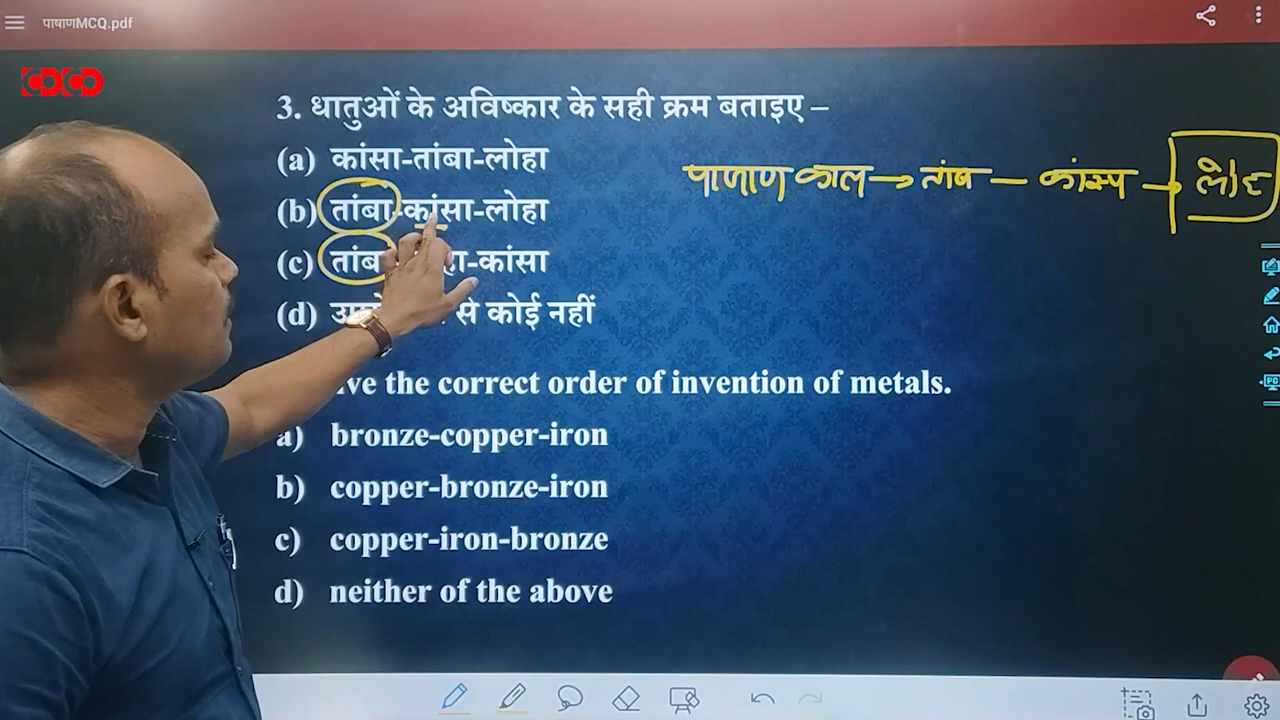 पाषाणMCQ.pdf
3. धातुओं के अविष्कार के सही क्रम बताइए –
(a) कांसा-तांबा-लोहा
पाषाण काल → तांब — कांस्य →
(b) तांबा-कांसा-लोहा
(c) तांब -कांसा
(d) से कोई नहीं
the correct order of invention of metals.
a) bronze-copper-iron
b) copper-bronze-iron
c) copper-iron-bronze
d) neither of the above